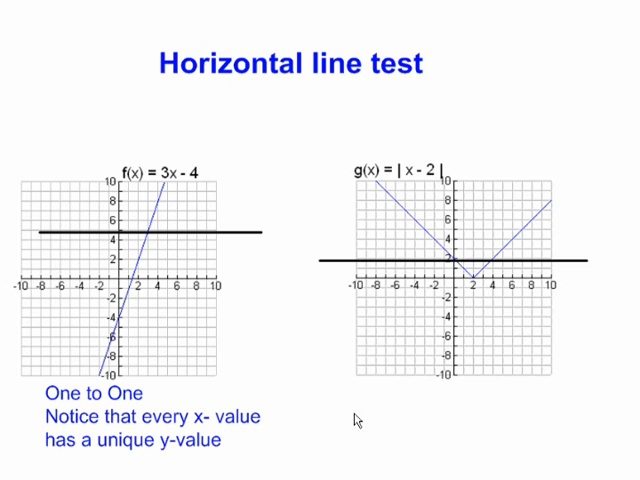 Horizontal line test
f(x) = 3x - 4
10
8
6
4
2
-10 -8 -6 -4 -2 2 4 6 8 10
-2
-4
-6
-8
-10
g(x) = | x - 2 |
10
8
6
4
2
-10 -8 -6 -4 -2 2 4 6 8 10
-2
-4
-6
-8
-10
One to One
Notice that every x- value
has a unique y-value